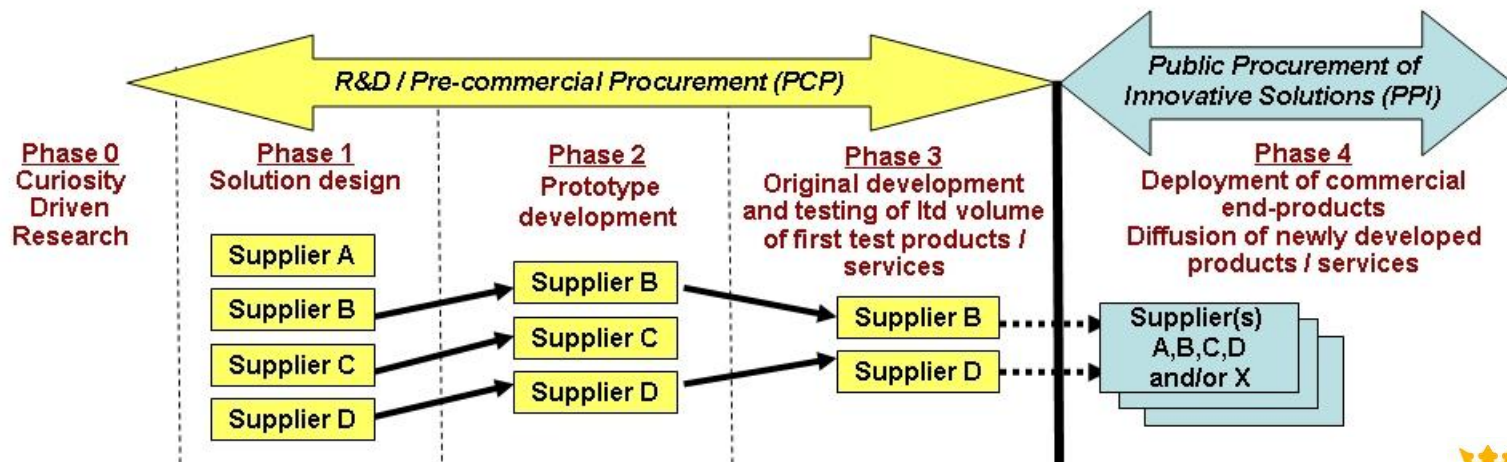 R&D / Pre-commercial Procurement (PCP)
Public Procurement of
Innovative Solutions (PPI)
Phase 0
Curiosity
Driven
Research
Phase 1
Solution design
Supplier A
Supplier B
Supplier C
Supplier D
Phase 2
Prototype
development
Supplier B
Supplier C
Supplier D
Phase 3
Original development
and testing of ltd volume
of first test products /
services
Supplier B
Supplier D
Phase 4
Deployment of commercial
end-products
Diffusion of newly developed
products / services
Supplier(s)
A,B,C,D
and/or X